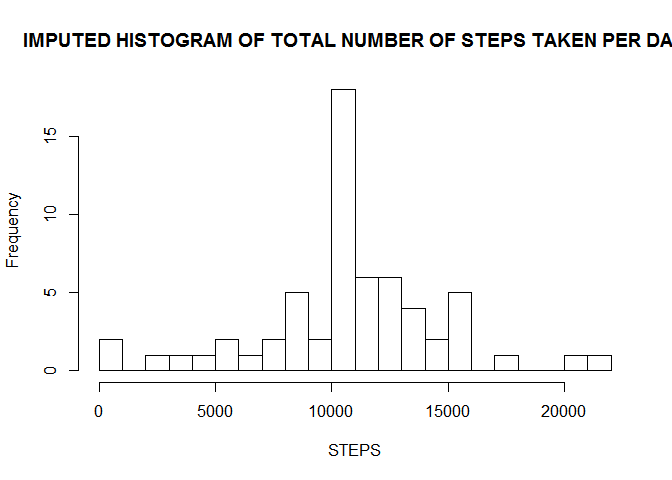 IMPUTED HISTOGRAM OF TOTAL NUMBER OF STEPS TAKEN PER DA
15
10
5
0
Frequency
0 5000 10000 15000 20000
STEPS